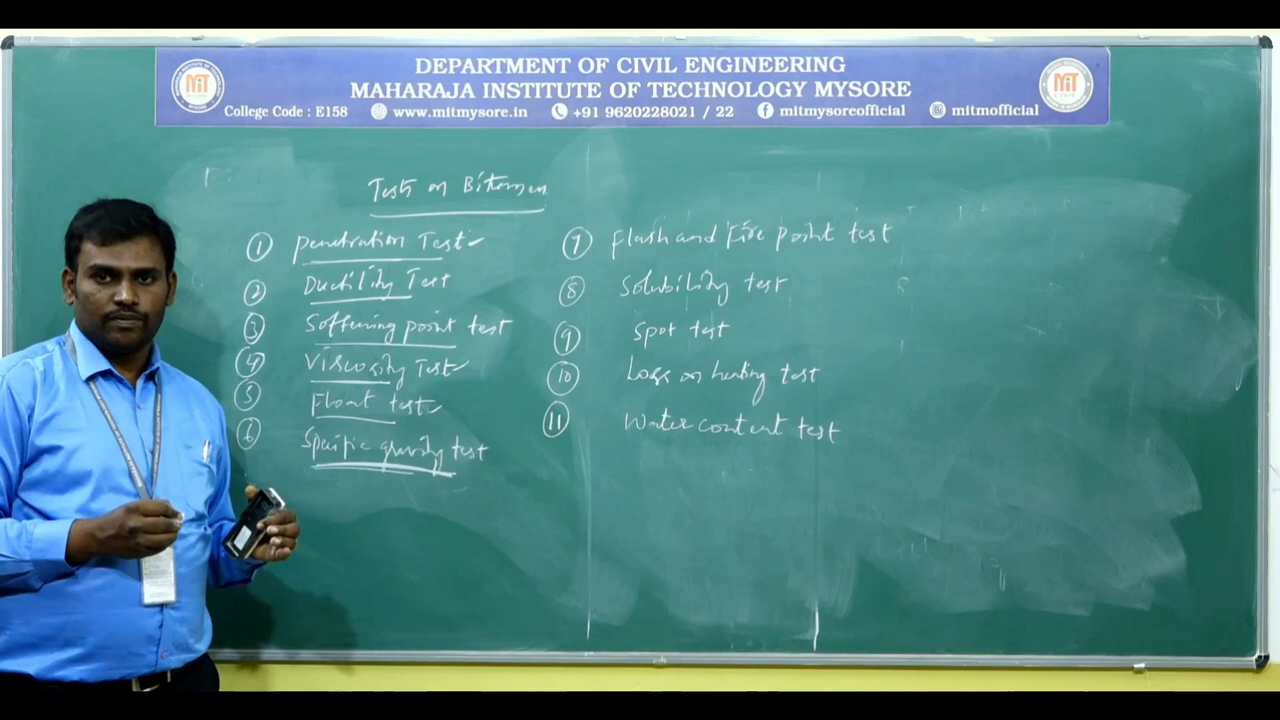 DEPARTMENT OF CIVIL ENGINEERING
MAHARAJA INSTITUTE OF TECHNOLOGY MYSORE
College Code : E158 www.mitmysore.in +91 9620228021 / 22 mitmysoreofficial mitmofficial
MIT
MIT
Tests on Bitumen
1 Penetration Test
2 Ductility Test
3 Softening point test
4 Viscosity Test
5 Float test
6 Specific gravity test
7 Flash and Fire point test
8 Solubility test
9 Spot test
10 Loss on heating test
11 Water content test